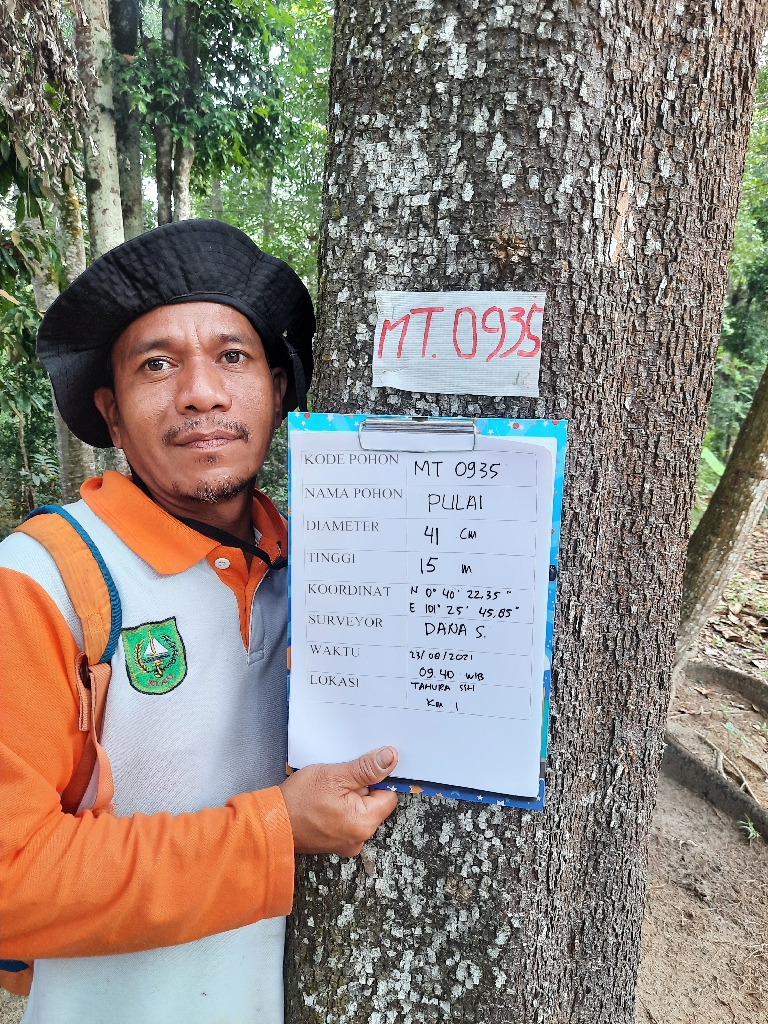 MT. 0935
KODE POHON MT 0935
NAMA POHON PULAI
DIAMETER 41 cm
TINGGI 15 m
KOORDINAT N 0° 40' 22,35 "
E 101° 25' 45,85"
SURVEYOR DANA S.
WAKTU 23/08/2021
09.40 WIB
LOKASI TAHURA SSH
KM 1
RIAU